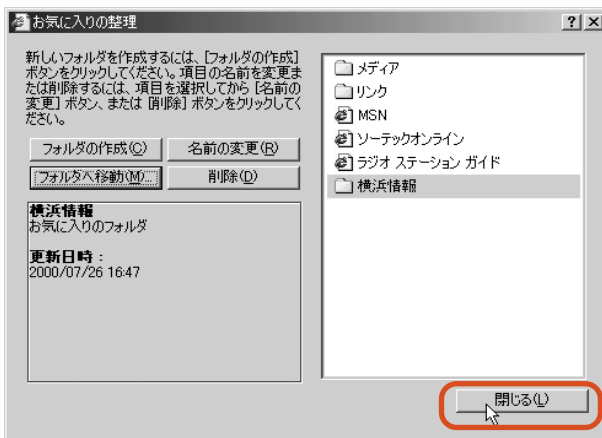 お気に入りの整理
新しいフォルダを作成するには、[フォルダの作成]
ボタンをクリックしてください。項目の名前を変更ま
たは削除するには、項目を選択してから [名前の
変更] ボタン、または [削除] ボタンをクリックしてく
ださい。
フォルダの作成(C) 名前の変更(R)
フォルダへ移動(M)... 削除(D)
横浜情報
お気に入りのフォルダ
更新日時：
2000/07/26 16:47
メディア
リンク
MSN
ソーテックオンライン
ラジオ ステーション ガイド
横浜情報
閉じる(L)